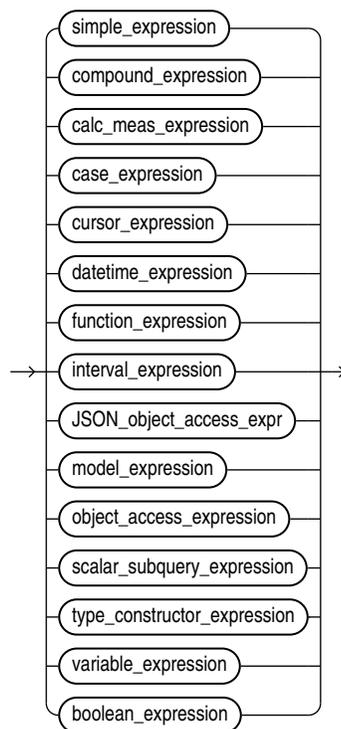 simple_expression
compound_expression
calc_meas_expression
case_expression
cursor_expression
datetime_expression
function_expression
interval_expression
JSON_object_access_expr
model_expression
object_access_expression
scalar_subquery_expression
type_constructor_expression
variable_expression
boolean_expression